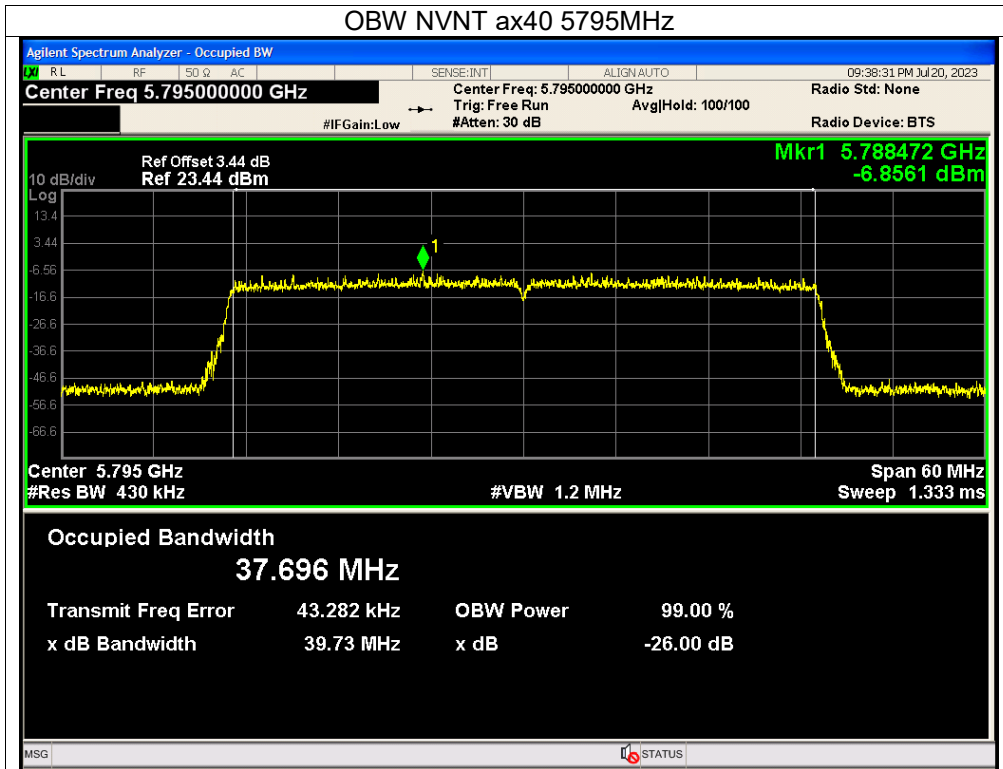 OBW NVNT ax40 5795MHz
Agilent Spectrum Analyzer - Occupied BW
LXI RL RF 50 Ω AC SENSE:INT ALIGN AUTO 09:38:31 PM Jul 20, 2023
Center Freq 5.795000000 GHz Center Freq: 5.795000000 GHz Radio Std: None
Trig: Free Run Avg|Hold: 100/100
#IFGain:Low #Atten: 30 dB Radio Device: BTS
Mkr1 5.788472 GHz
-6.8561 dBm
Ref Offset 3.44 dB
10 dB/div Ref 23.44 dBm
Log
13.4
3.44
1
-6.56
-16.6
-26.6
-36.6
-46.6
-56.6
-66.6
Center 5.795 GHz Span 60 MHz
#Res BW 430 kHz #VBW 1.2 MHz Sweep 1.333 ms
Occupied Bandwidth
37.696 MHz
Transmit Freq Error 43.282 kHz OBW Power 99.00 %
x dB Bandwidth 39.73 MHz x dB -26.00 dB
MSG STATUS